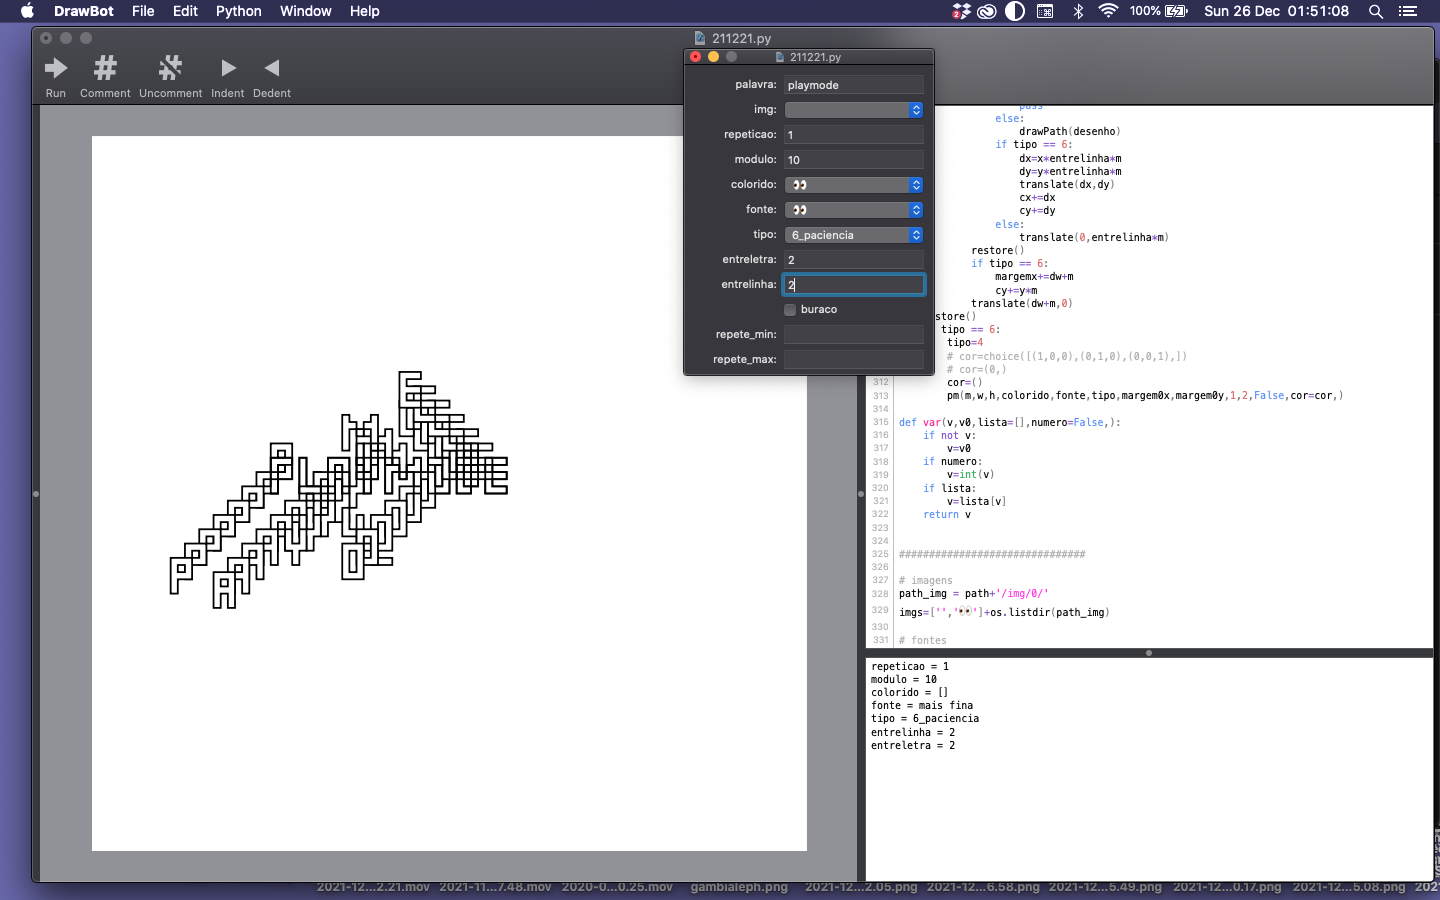 DrawBot File Edit Python Window Help
100% Sun 26 Dec 01:51:08
211221.py
Run Comment Uncomment Indent Dedent
211221.py
palavra: playmode
img:
repeticao: 1
modulo: 10
colorido: 👀
fonte: 👀
tipo: 6_paciencia
entreletra: 2
entrelinha: 2
buraco
repete_min:
repete_max:
pass
else:
drawPath(desenho)
if tipo == 6:
dx=x*entrelinha*m
dy=y*entrelinha*m
translate(dx,dy)
cx+=dx
cy+=dy
else:
translate(0,entrelinha*m)
restore()
if tipo == 6:
margemx+=dw+m
cy+=y*m
translate(dw+m,0)
store()
tipo == 6:
tipo=4
# cor=choice([(1,0,0),(0,1,0),(0,0,1),])
# cor=(0,)
312 cor=()
313 pm(m,w,h,colorido,fonte,tipo,margem0x,margem0y,1,2,False,cor=cor,)
314
315 def var(v,v0,lista=[],numero=False,):
316 if not v:
317 v=v0
318 if numero:
319 v=int(v)
320 if lista:
321 v=lista[v]
322 return v
323
324
325 ###############################
326
327 # imagens
328 path_img = path+'/img/0/'
329 imgs=['','👀']+os.listdir(path_img)
330
331 # fontes
repeticao = 1
modulo = 10
colorido = []
fonte = mais fina
tipo = 6_paciencia
entrelinha = 2
entreletra = 2
2021-12...2.21.mov 2021-11...7.48.mov 2020-0...0.25.mov gambialeph.png 2021-12...2.05.png 2021-12...6.58.png 2021-12...5.49.png 2021-12...0.17.png 2021-12...5.08.png 202